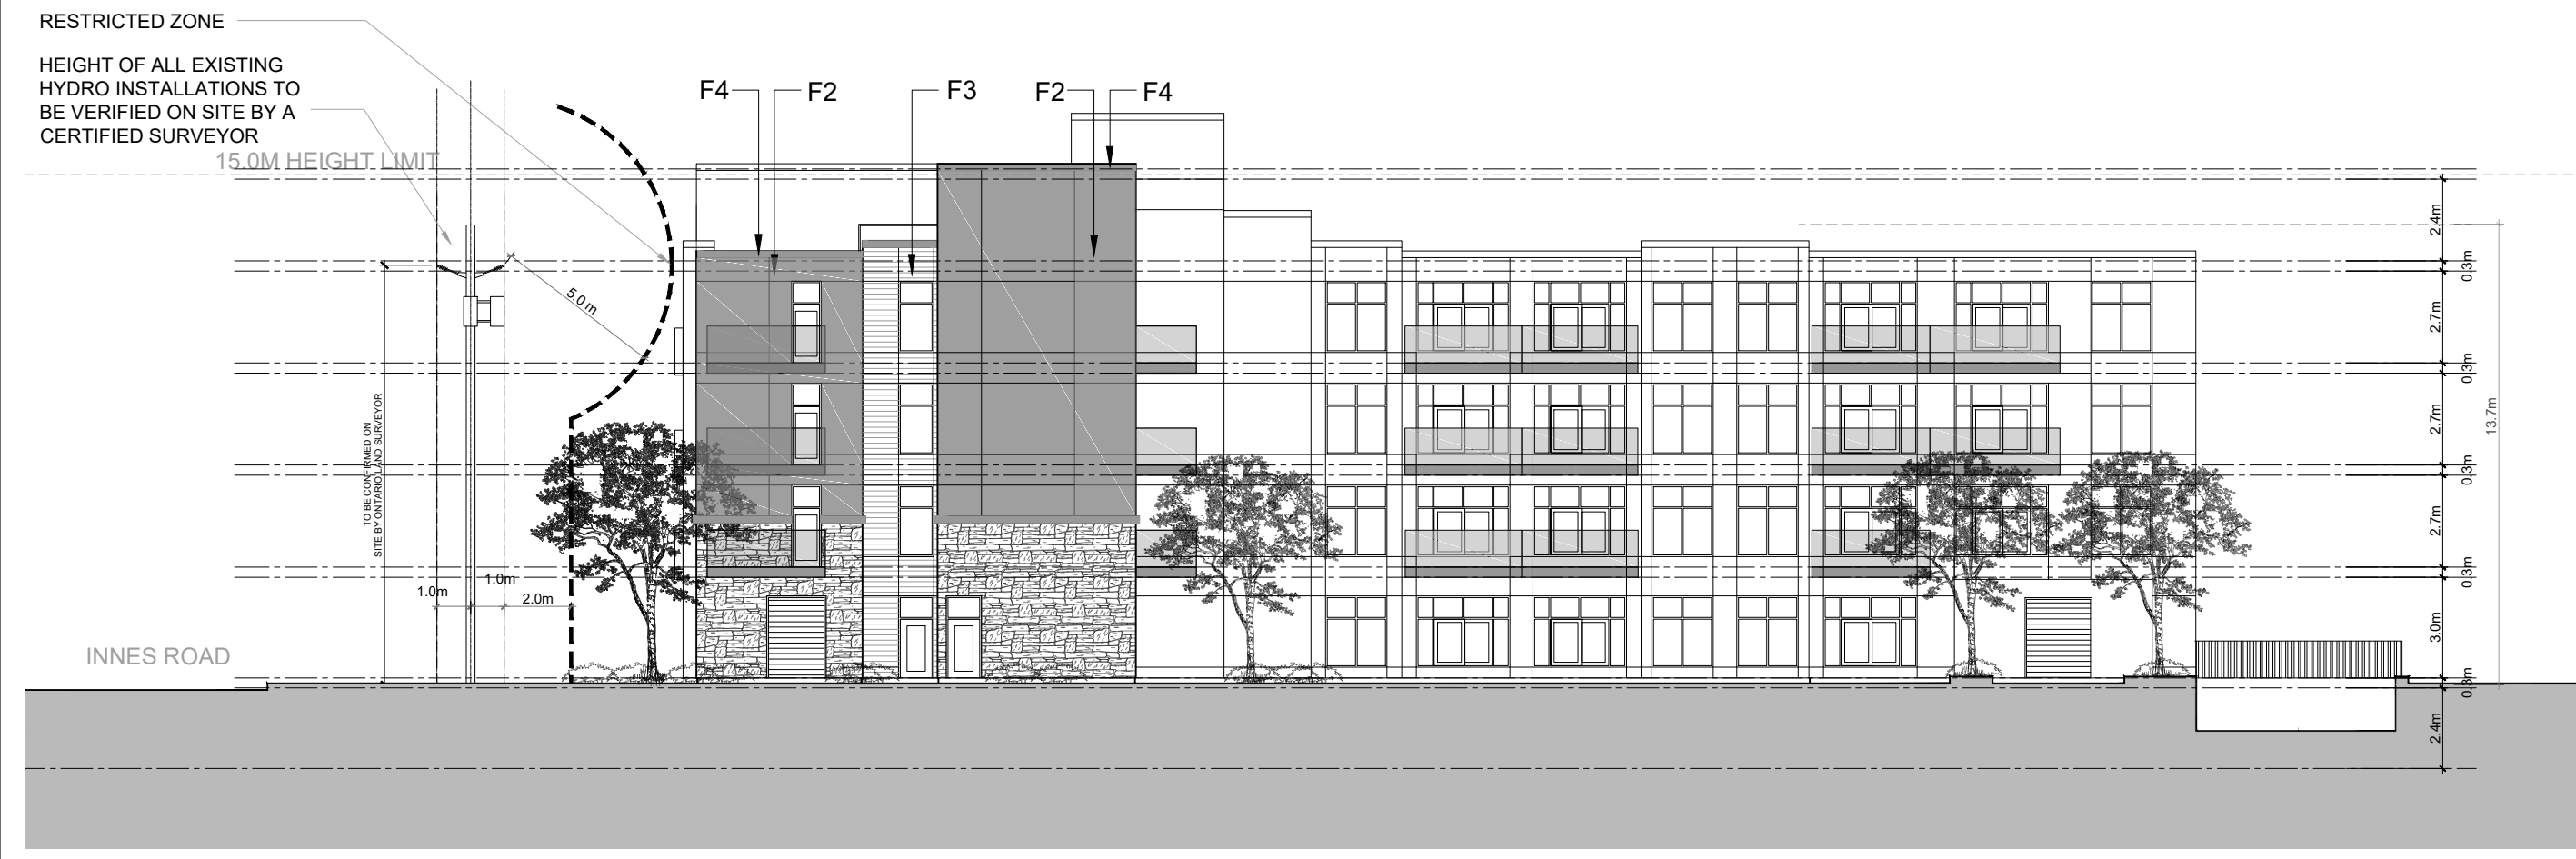 RESTRICTED ZONE
HEIGHT OF ALL EXISTING
HYDRO INSTALLATIONS TO
BE VERIFIED ON SITE BY A
CERTIFIED SURVEYOR
15.0M HEIGHT LIMIT
F4
F2
F3
F2
F4
5.0 m
TO BE CONFIRMED ON
SITE BY ONTARIO LAND SURVEYOR
1.0m
1.0m
2.0m
INNES ROAD
2.4m
0.3m
2.7m
0.3m
2.7m
0.3m
2.7m
0.3m
3.0m
0.3m
2.4m
13.7m